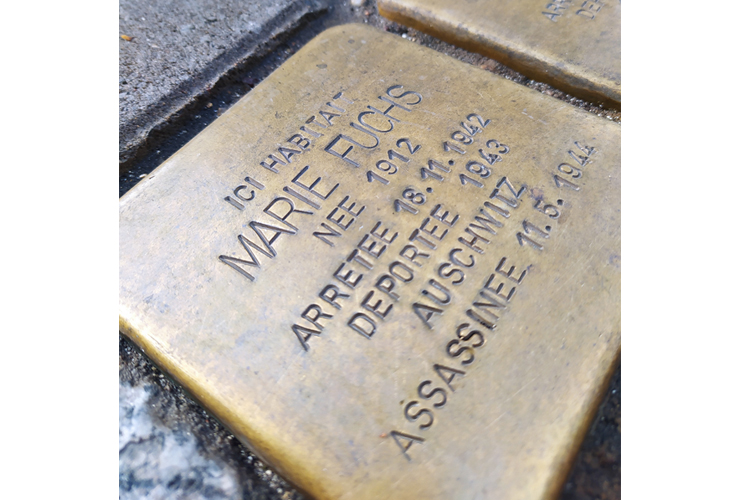 ICI HABITAIT
MARIE FUCHS
NEE 1912
ARRETEE 18.11.1942
DEPORTEE 1943
AUSCHWITZ
ASSASSINEE 11.5.1944